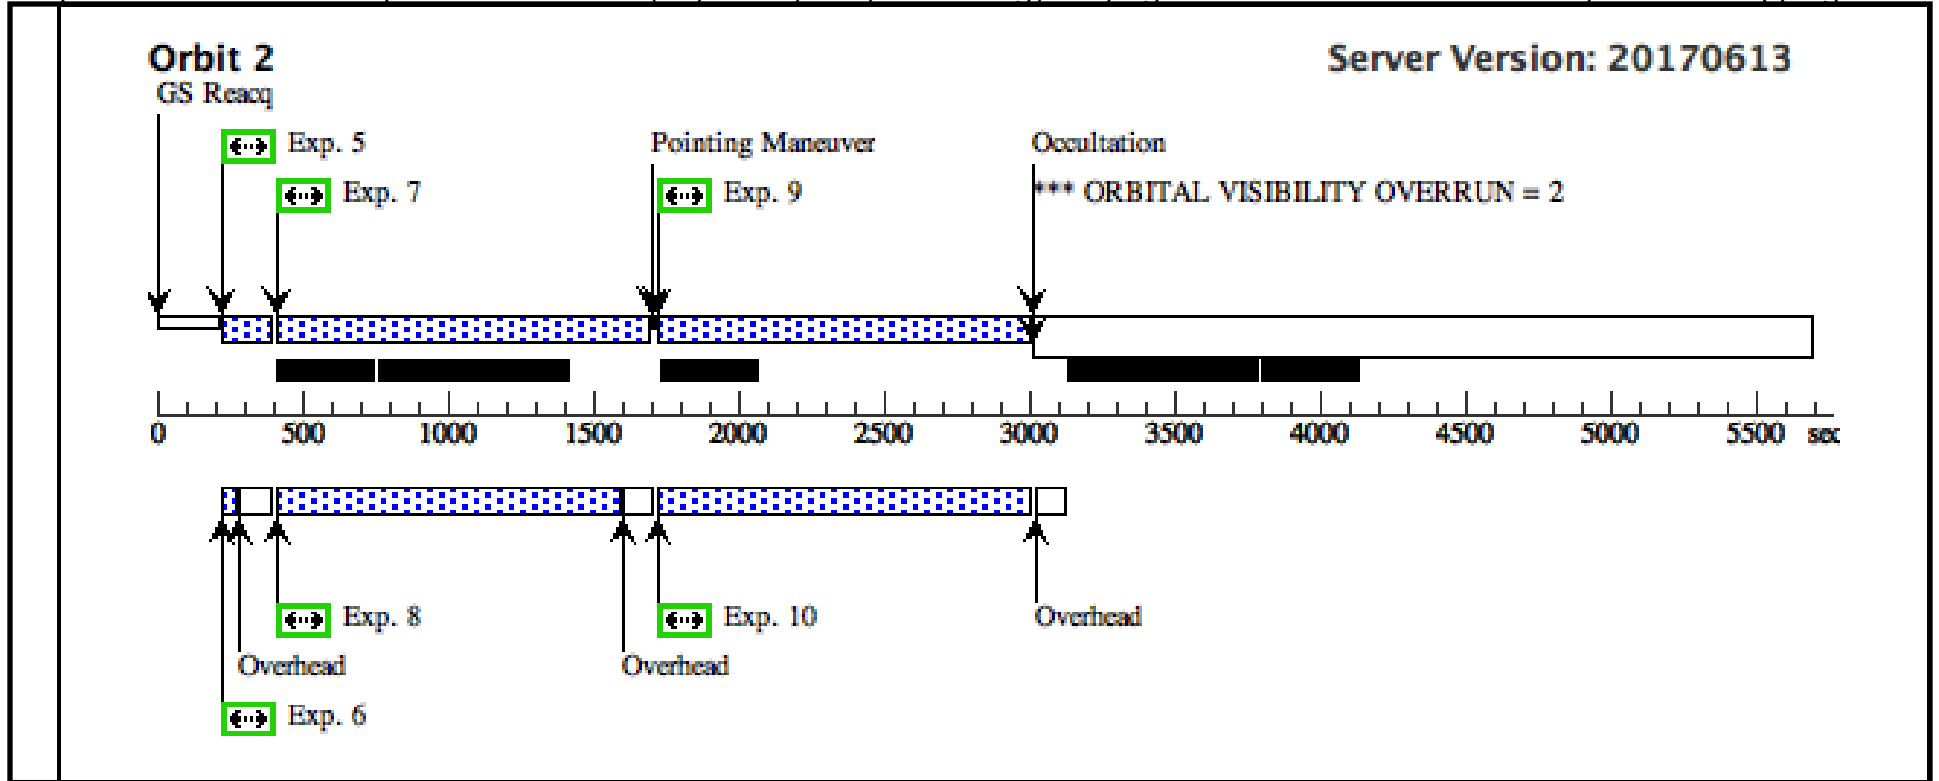 Orbit 2
Server Version: 20170613
GS Reacq
Exp. 5
Pointing Maneuver
Occultation
Exp. 7
Exp. 9
*** ORBITAL VISIBILITY OVERRUN = 2
0 500 1000 1500 2000 2500 3000 3500 4000 4500 5000 5500 sec
Exp. 8
Exp. 10
Overhead
Overhead
Overhead
Exp. 6